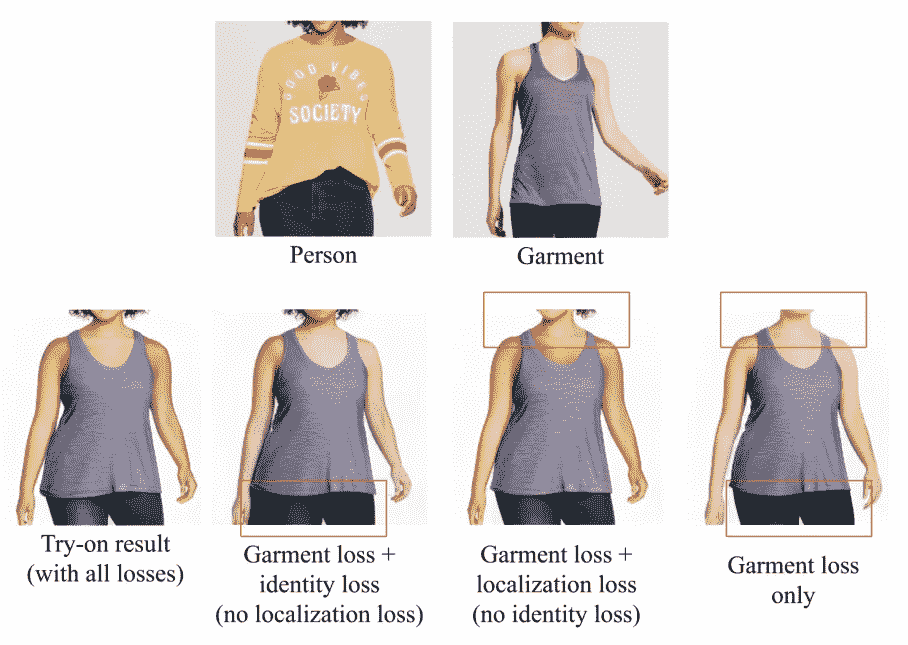 GOOD VIBES
SOCIETY
Person
Garment
Try-on result
(with all losses)
Garment loss +
identity loss
(no localization loss)
Garment loss +
localization loss
(no identity loss)
Garment loss
only